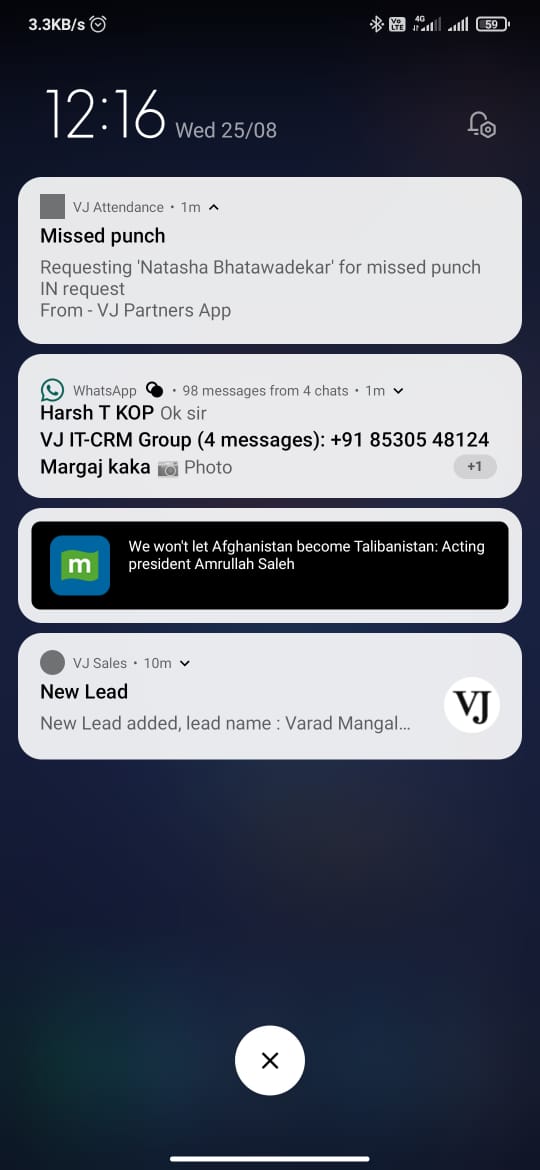 3.3KB/s
Vo
LTE
4G
59
12:16 Wed 25/08
VJ Attendance • 1m
Missed punch
Requesting 'Natasha Bhatawadekar' for missed punch
IN request
From - VJ Partners App
WhatsApp • 98 messages from 4 chats • 1m
Harsh T KOP Ok sir
VJ IT-CRM Group (4 messages): +91 85305 48124
Margaj kaka 📷 Photo
+1
m
We won't let Afghanistan become Talibanistan: Acting
president Amrullah Saleh
VJ Sales • 10m
New Lead
New Lead added, lead name : Varad Mangal...
VJ